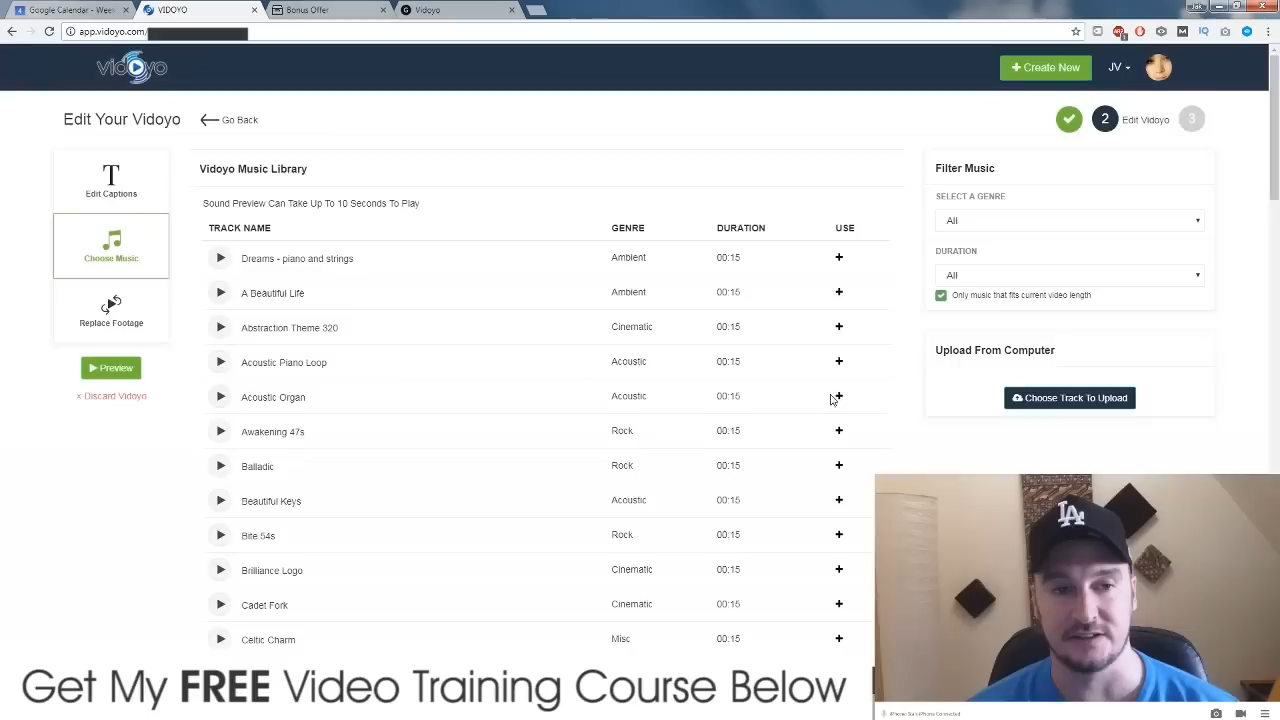 Google Calendar - Week
VIDOYO
Bonus Offer
Vidoyo
Jak
app.vidoyo.com/
vidoyo
Create New
JV
Edit Your Vidoyo
Go Back
2
Edit Vidoyo
3
T
Edit Captions
Choose Music
Replace Footage
Preview
× Discard Vidoyo
Vidoyo Music Library
Sound Preview Can Take Up To 10 Seconds To Play
TRACK NAME GENRE DURATION USE
Dreams - piano and strings Ambient 00:15
A Beautiful Life Ambient 00:15
Abstraction Theme 320 Cinematic 00:15
Acoustic Piano Loop Acoustic 00:15
Acoustic Organ Acoustic 00:15
Awakening 47s Rock 00:15
Balladic Rock 00:15
Beautiful Keys Acoustic 00:15
Bite 54s Rock 00:15
Brilliance Logo Cinematic 00:15
Cadet Fork Cinematic 00:15
Celtic Charm Misc 00:15
Filter Music
SELECT A GENRE
All
DURATION
All
Only music that fits current video length
Upload From Computer
Choose Track To Upload
LA
Get My FREE Video Training Course Below